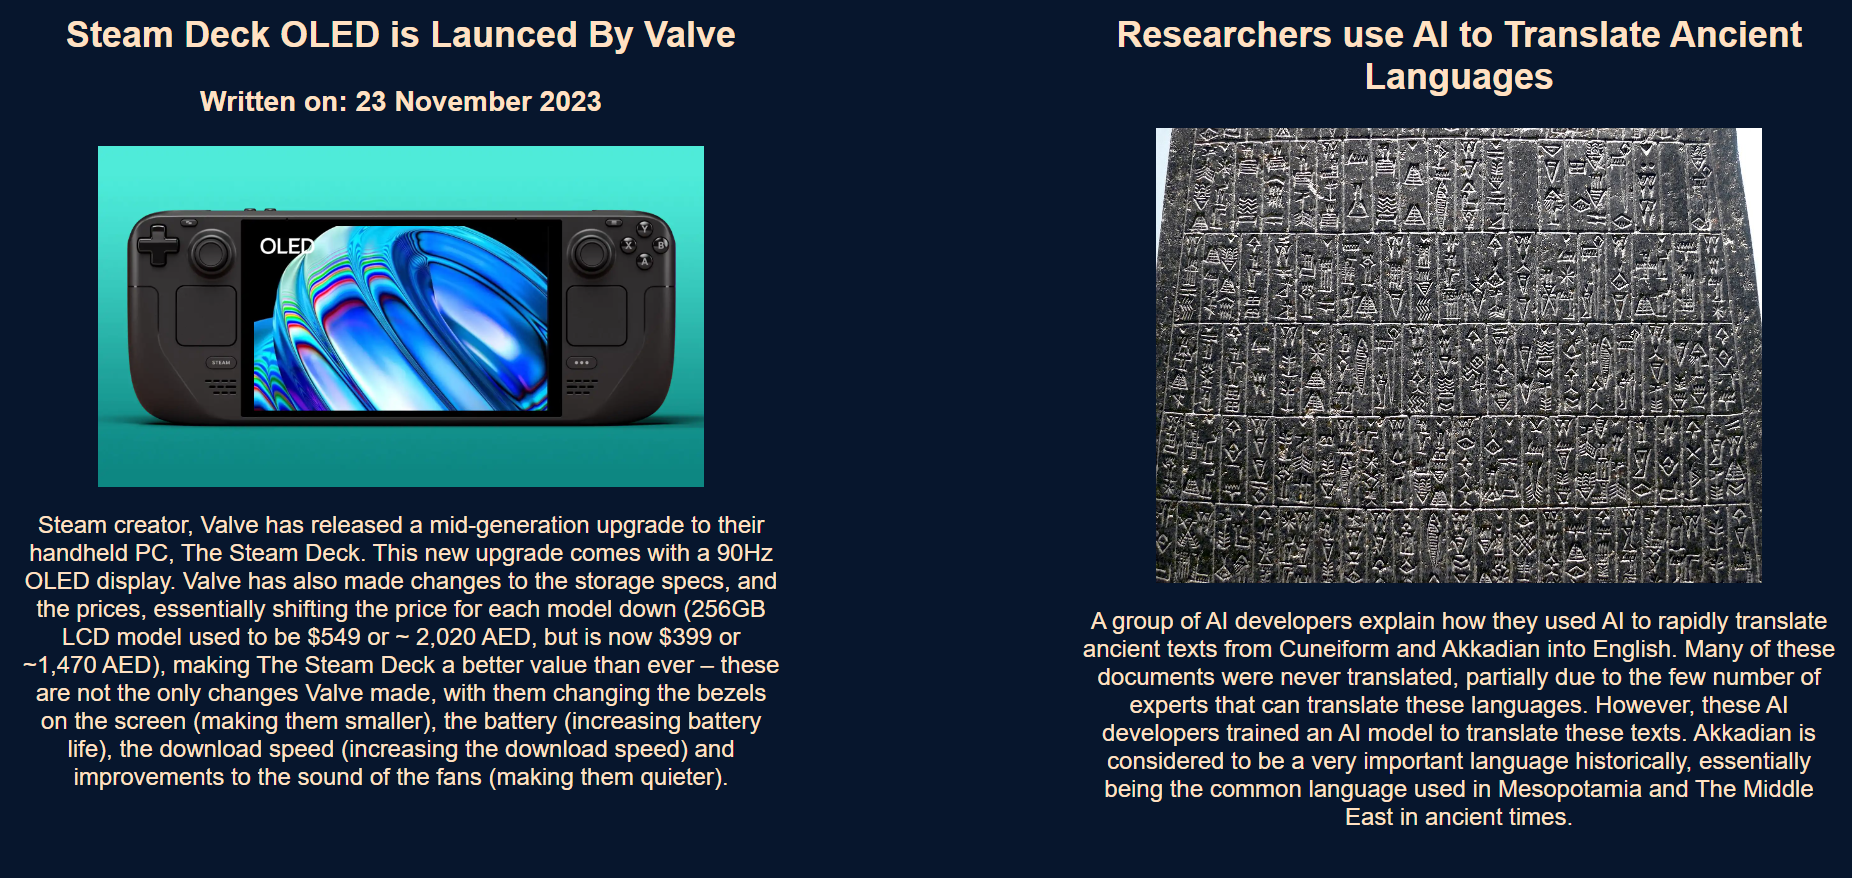 Steam Deck OLED is Launced By Valve
Written on: 23 November 2023
OLED
STEAM
Steam creator, Valve has released a mid-generation upgrade to their
handheld PC, The Steam Deck. This new upgrade comes with a 90Hz
OLED display. Valve has also made changes to the storage specs, and
the prices, essentially shifting the price for each model down (256GB
LCD model used to be $549 or ~ 2,020 AED, but is now $399 or
~1,470 AED), making The Steam Deck a better value than ever – these
are not the only changes Valve made, with them changing the bezels
on the screen (making them smaller), the battery (increasing battery
life), the download speed (increasing the download speed) and
improvements to the sound of the fans (making them quieter).
Researchers use AI to Translate Ancient
Languages
A group of AI developers explain how they used AI to rapidly translate
ancient texts from Cuneiform and Akkadian into English. Many of these
documents were never translated, partially due to the few number of
experts that can translate these languages. However, these AI
developers trained an AI model to translate these texts. Akkadian is
considered to be a very important language historically, essentially
being the common language used in Mesopotamia and The Middle
East in ancient times.